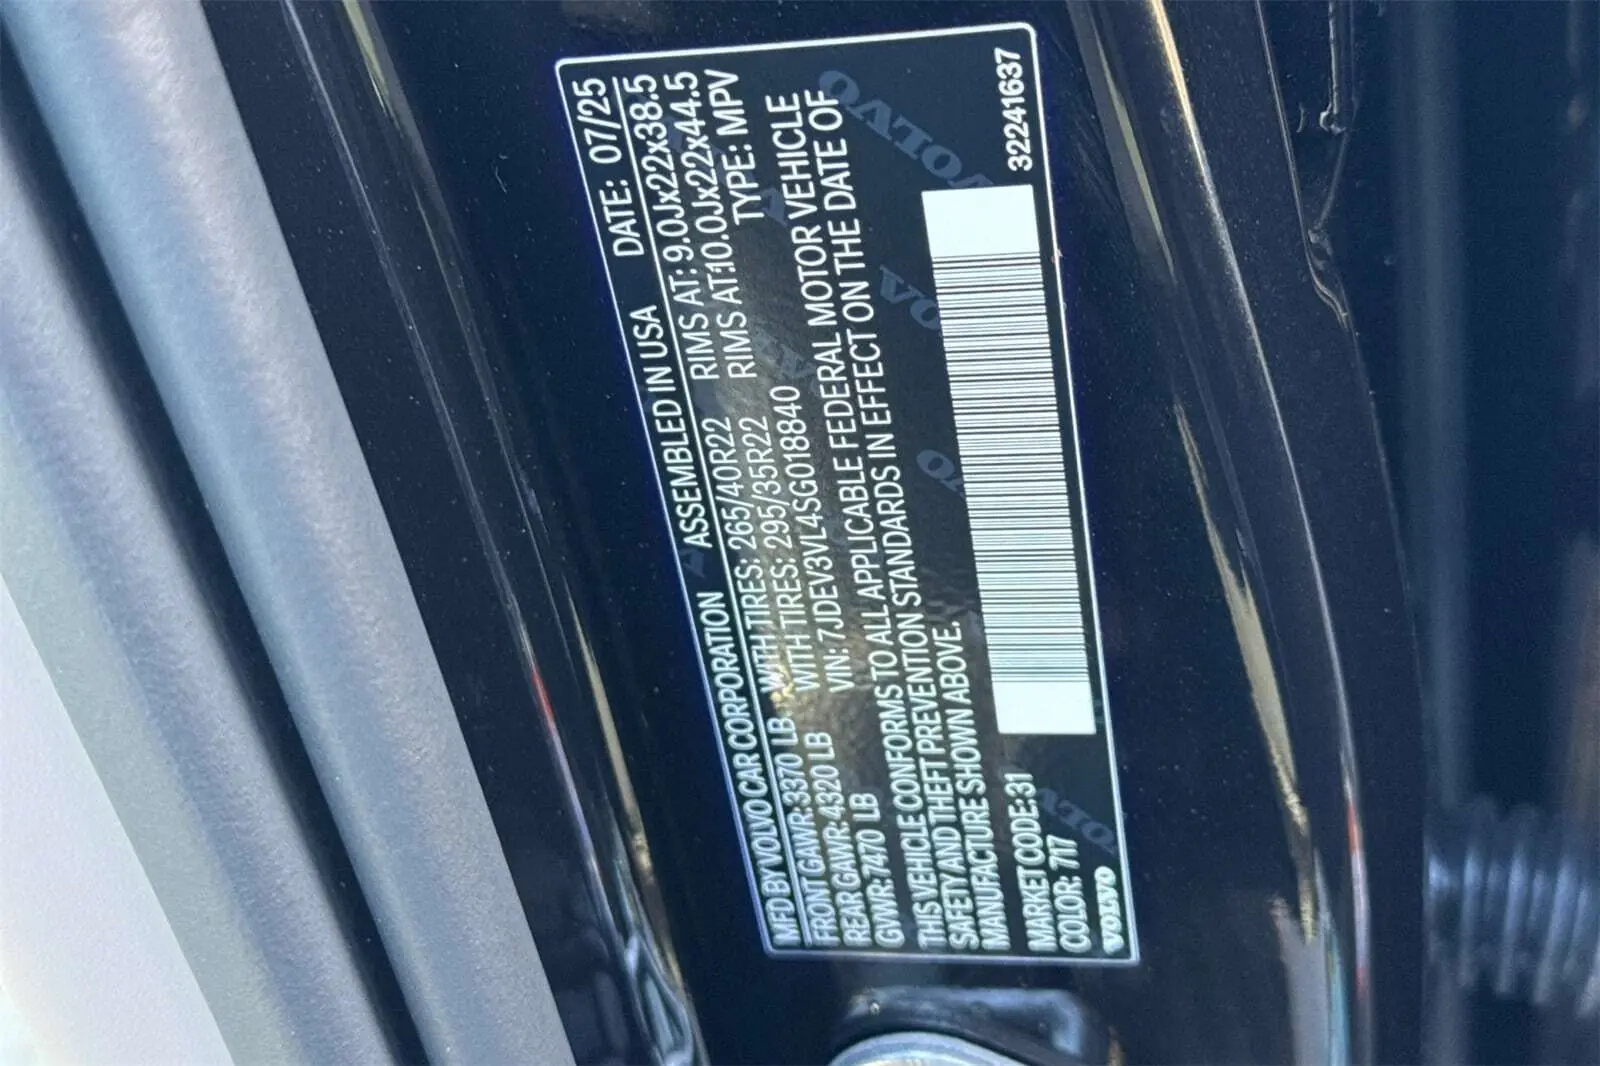 MFD BY VOLVO CAR CORPORATION ASSEMBLED IN USA DATE: 07/25
FRONT GAWR:3370 LB WITH TIRES: 265/40R22 RIMS AT: 9.0Jx22x38.5
REAR GAWR:4320 LB WITH TIRES: 295/35R22 RIMS AT:10.0Jx22x44.5
GVWR:7470 LB VIN: 7JDEV3VL4SG018840 TYPE: MPV
THIS VEHICLE CONFORMS TO ALL APPLICABLE FEDERAL MOTOR VEHICLE
SAFETY AND THEFT PREVENTION STANDARDS IN EFFECT ON THE DATE OF
MANUFACTURE SHOWN ABOVE.
MARKET CODE:31
COLOR: 717
VOLVO
32241637